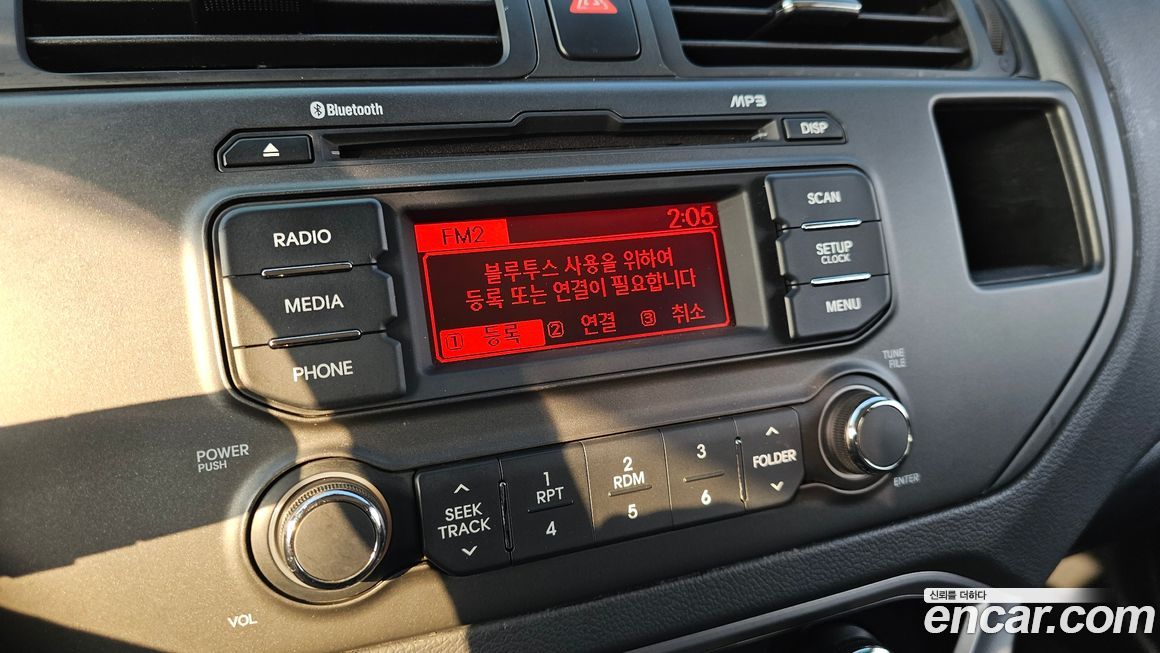 Bluetooth
MP3
DISP
RADIO
MEDIA
PHONE
FM2
2:05
블루투스 사용을 위하여
등록 또는 연결이 필요합니다
1 등록 2 연결 3 취소
SCAN
SETUP
CLOCK
MENU
TUNE
FILE
POWER
PUSH
VOL
SEEK
TRACK
1
RPT
4
2
RDM
5
3
6
FOLDER
ENTER
신뢰를 더하다
encar.com